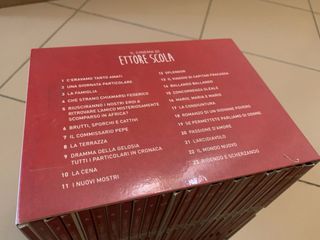 IL CINEMA DI
ETTORE SCOLA
1 C'ERAVAMO TANTO AMATI
2 UNA GIORNATA PARTICOLARE
3 LA FAMIGLIA
4 CHE STRANO CHIAMARSI FEDERICO
5 RIUSCIRANNO I NOSTRI EROI A
RITROVARE L'AMICO MISTERIOSAMENTE
SCOMPARSO IN AFRICA?
6 BRUTTI, SPORCHI E CATTIVI
7 IL COMMISSARIO PEPE
8 LA TERRAZZA
9 DRAMMA DELLA GELOSIA
TUTTI I PARTICOLARI IN CRONACA
10 LA CENA
11 I NUOVI MOSTRI
12 SPLENDOR
13 IL VIAGGIO DI CAPITAN FRACASSA
14 BALLANDO BALLANDO
15 CONCORRENZA SLEALE
16 MARIO, MARIA E MARIO
17 LA CONGIUNTURA
18 ROMANZO DI UN GIOVANE POVERO
19 SE PERMETTETE PARLIAMO DI DONNE
20 PASSIONE D'AMORE
21 L'ARCIDIAVOLO
22 IL MONDO NUOVO
23 RIDENDO E SCHERZANDO